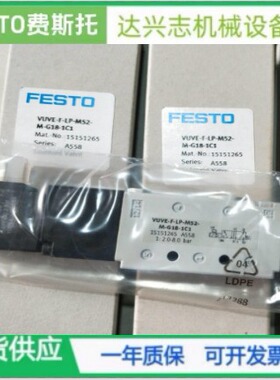 TO费斯托 达兴志机械设备
FESTO
VUVE-F-LP-M52-
M-G18-1C1
Mat.-No: 15151265
Series: A558
FESTO
VUVE-F-LP-M52-
M-G18-1C1
Mat.-No: 15151265
Series: A558
VUVE-F-LP-M52-
M-G18-1C1
15151265 A558
04
LDPE
货供应 一年质保 可开发票